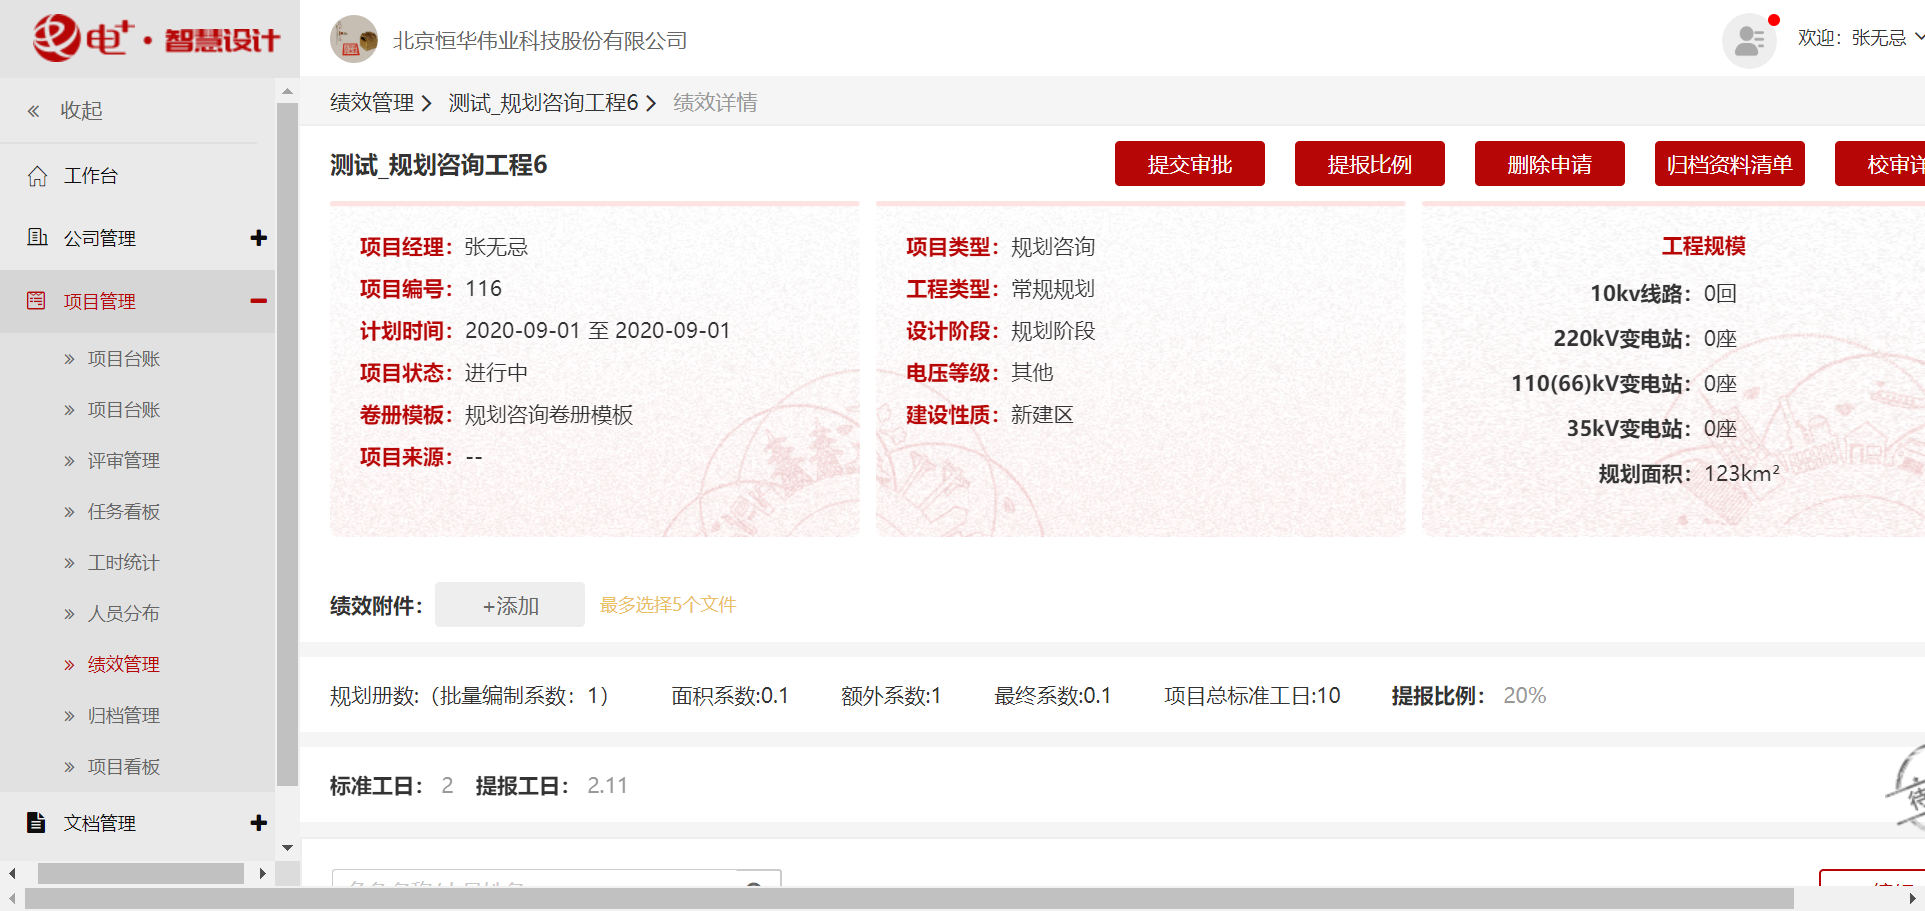 电+·智慧设计
北京恒华伟业科技股份有限公司
欢迎：张无忌
收起
工作台
公司管理
项目管理
项目台账
项目台账
评审管理
任务看板
工时统计
人员分布
绩效管理
归档管理
项目看板
文档管理
绩效管理 测试_规划咨询工程6 绩效详情
测试_规划咨询工程6
提交审批 提报比例 删除申请 归档资料清单 校审详
项目经理：张无忌
项目编号：116
计划时间：2020-09-01 至 2020-09-01
项目状态：进行中
卷册模板：规划咨询卷册模板
项目来源：--
项目类型：规划咨询
工程类型：常规规划
设计阶段：规划阶段
电压等级：其他
建设性质：新建区
工程规模
10kv线路：0回
220kV变电站：0座
110(66)kV变电站：0座
35kV变电站：0座
规划面积：123km²
绩效附件： +添加 最多选择5个文件
规划册数:（批量编制系数：1） 面积系数:0.1 额外系数:1 最终系数:0.1 项目总标准工日:10 提报比例： 20%
标准工日： 2 提报工日： 2.11
待